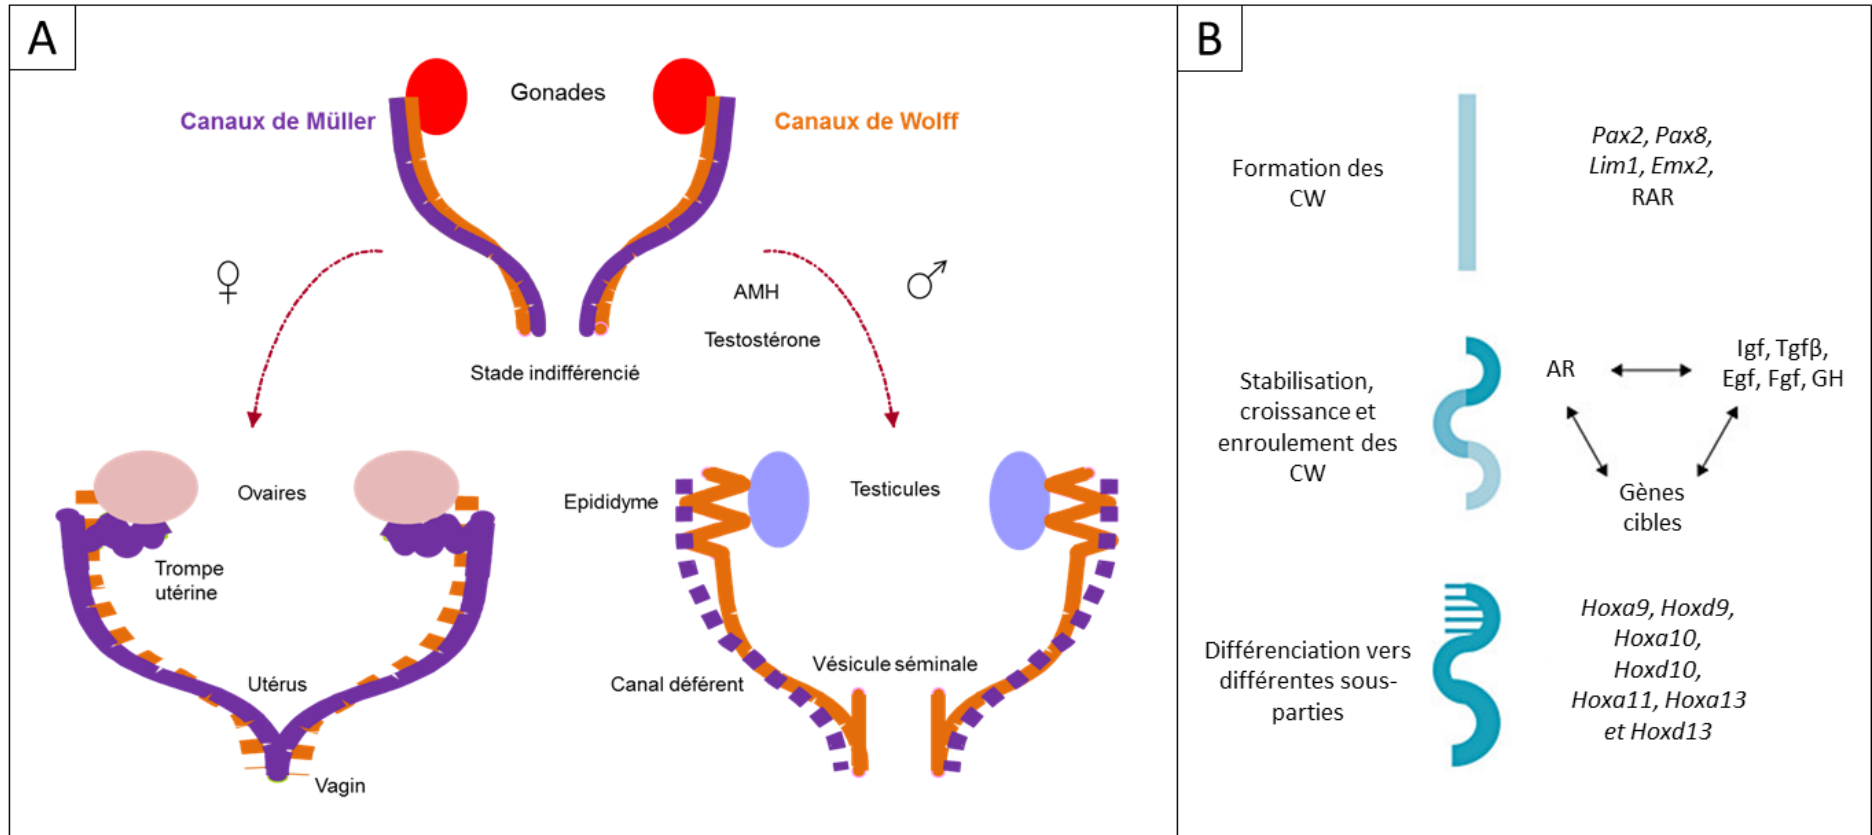 A
Gonades
Canaux de Müller
Canaux de Wolff
♀
♂
AMH
Testostérone
Stade indifférencié
Ovaires
Trompe
utérine
Utérus
Vagin
Epididyme
Testicules
Vésicule séminale
Canal déférent
B
Formation des
CW
Pax2, Pax8,
Lim1, Emx2,
RAR
Stabilisation,
croissance et
enroulement des
CW
AR
Igf, Tgfβ,
Egf, Fgf, GH
Gènes
cibles
Différenciation vers
différentes sous-
parties
Hoxa9, Hoxd9,
Hoxa10,
Hoxd10,
Hoxa11, Hoxa13
et Hoxd13